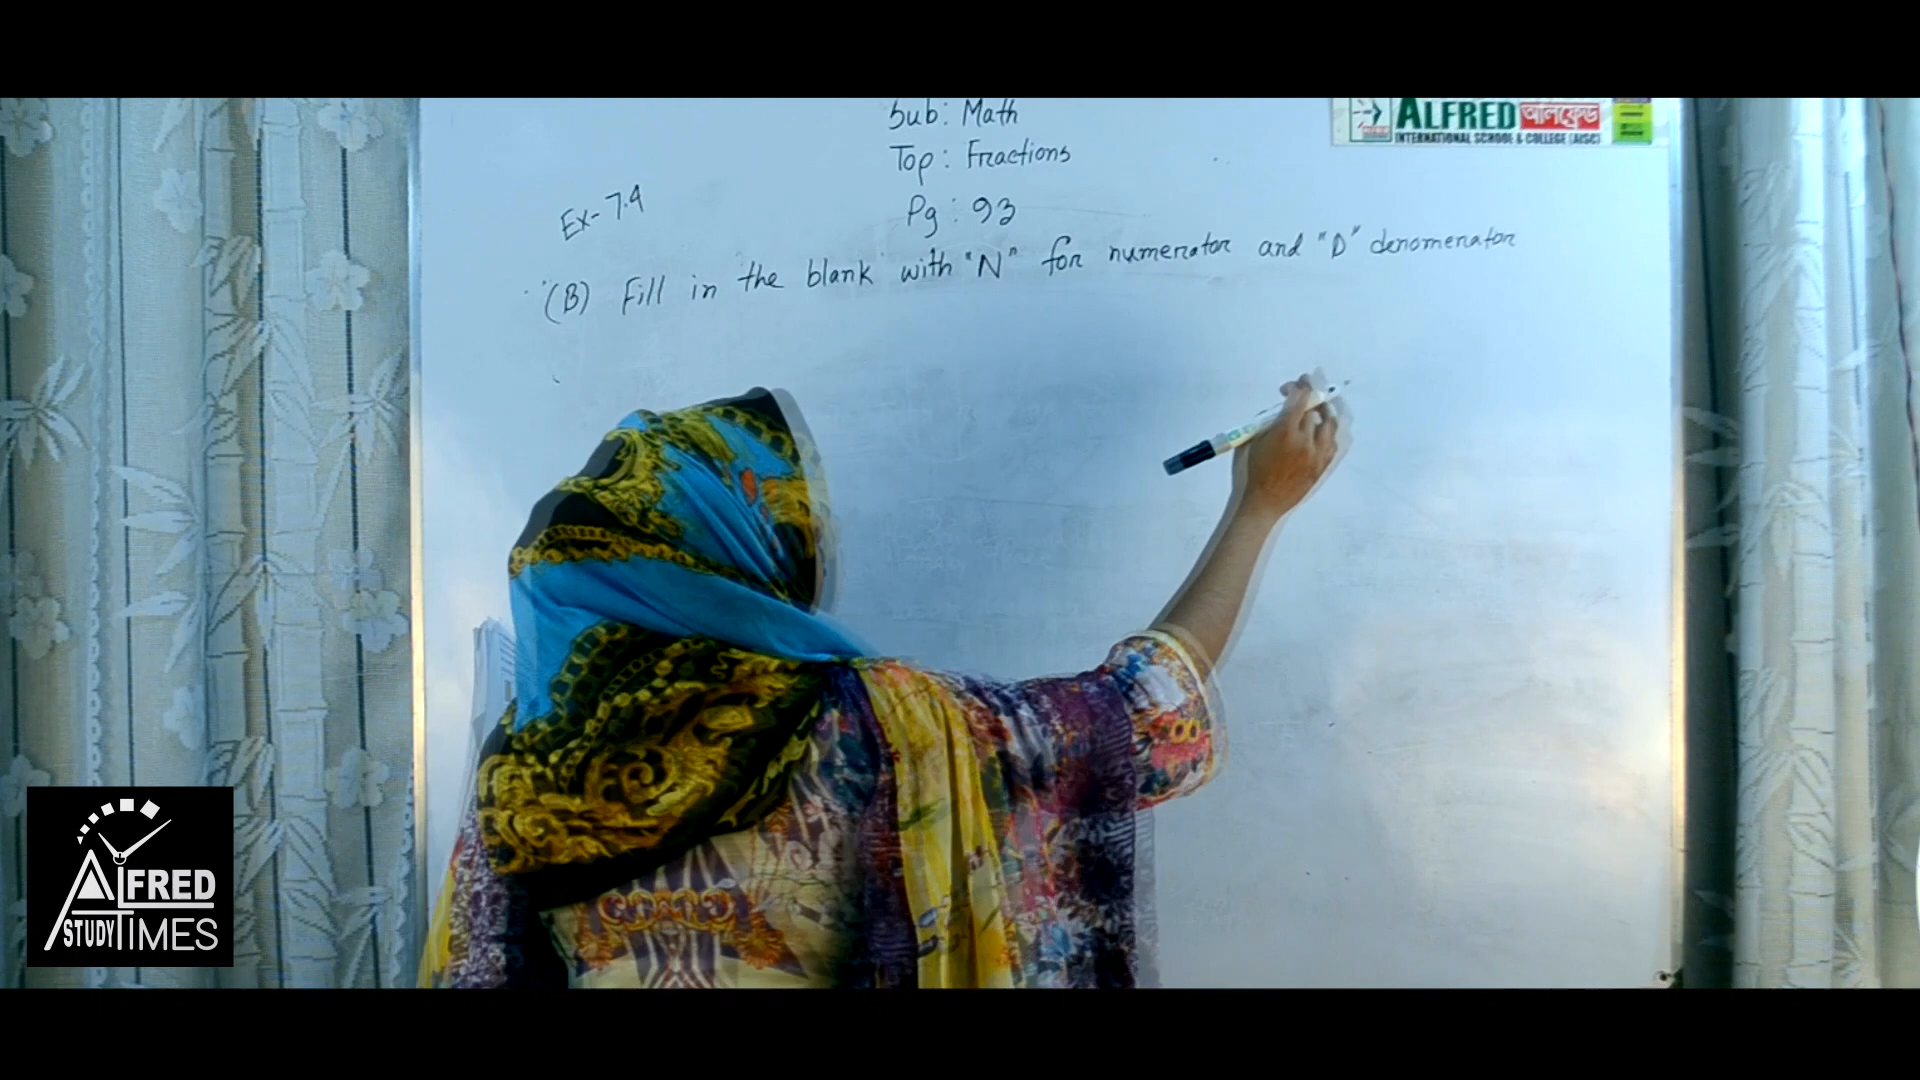 Sub: Math
Top: Fractions
Ex-7.4
Pg: 93
(B) Fill in the blank with "N" for numerator and "D" denomenator
ALFRED আলফ্রেড
INTERNATIONAL SCHOOL & COLLEGE (AISC)
ALFRED
STUDY TIMES